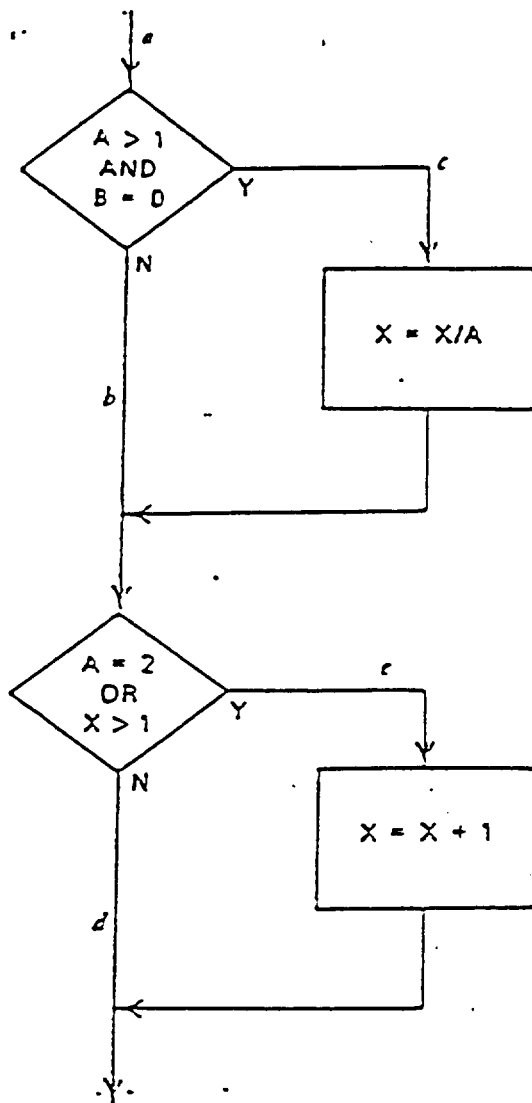 a
A > 1
AND
B = 0
Y
c
N
X = X/A
b
A = 2
OR
X > 1
Y
e
N
X = X + 1
d